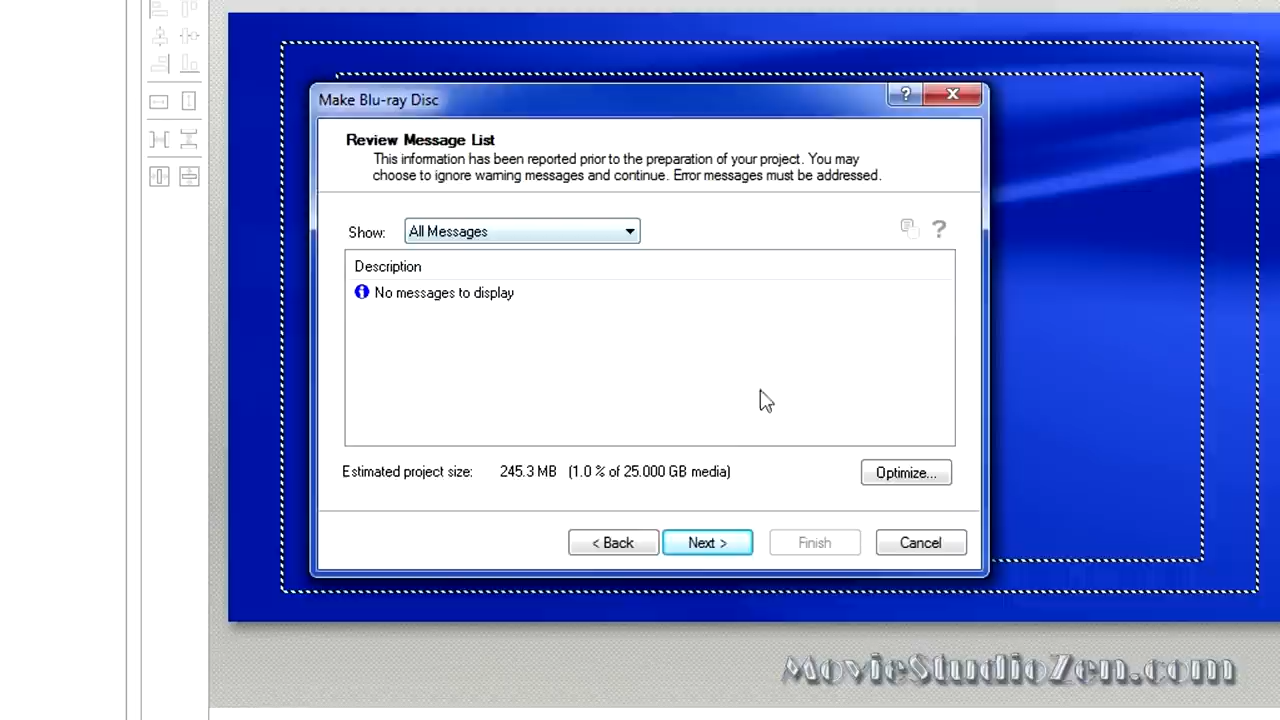 Make Blu-ray Disc
Review Message List
This information has been reported prior to the preparation of your project. You may
choose to ignore warning messages and continue. Error messages must be addressed.
Show: All Messages
Description
No messages to display
Estimated project size: 245.3 MB (1.0 % of 25.000 GB media) Optimize...
< Back Next > Finish Cancel
MovieStudioZen.com